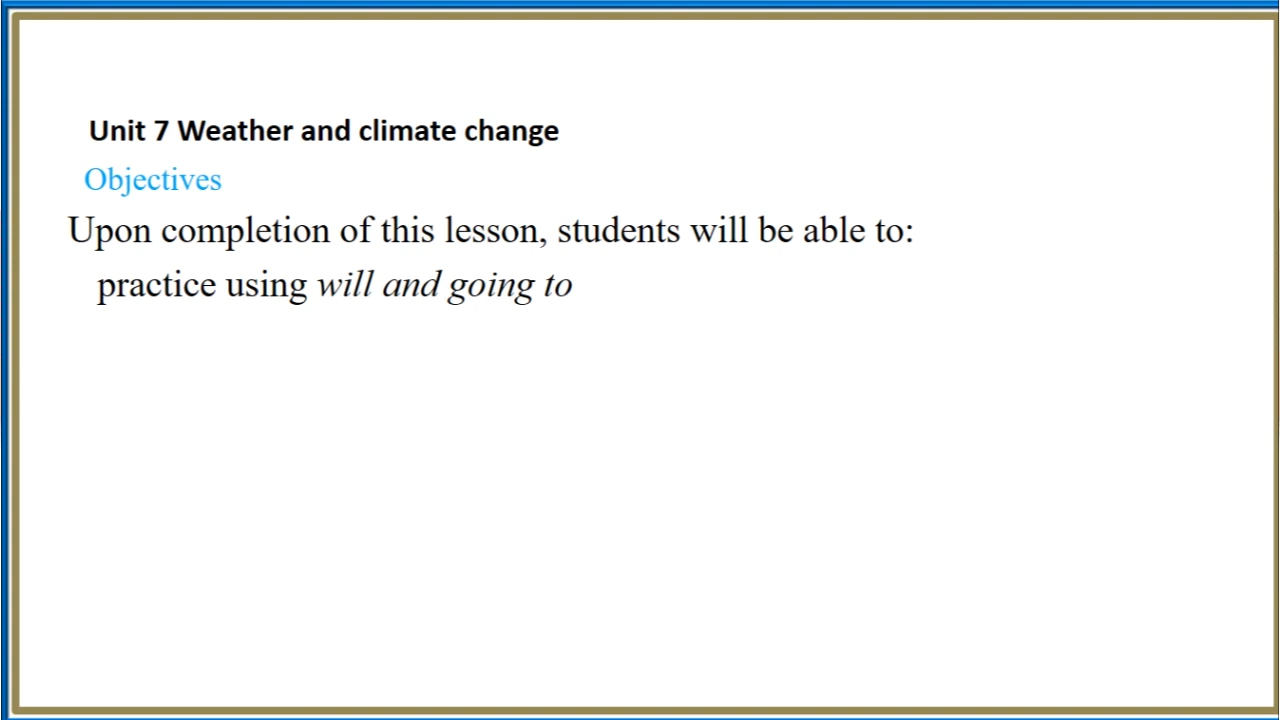 Unit 7 Weather and climate change
Objectives
Upon completion of this lesson, students will be able to:
practice using will and going to